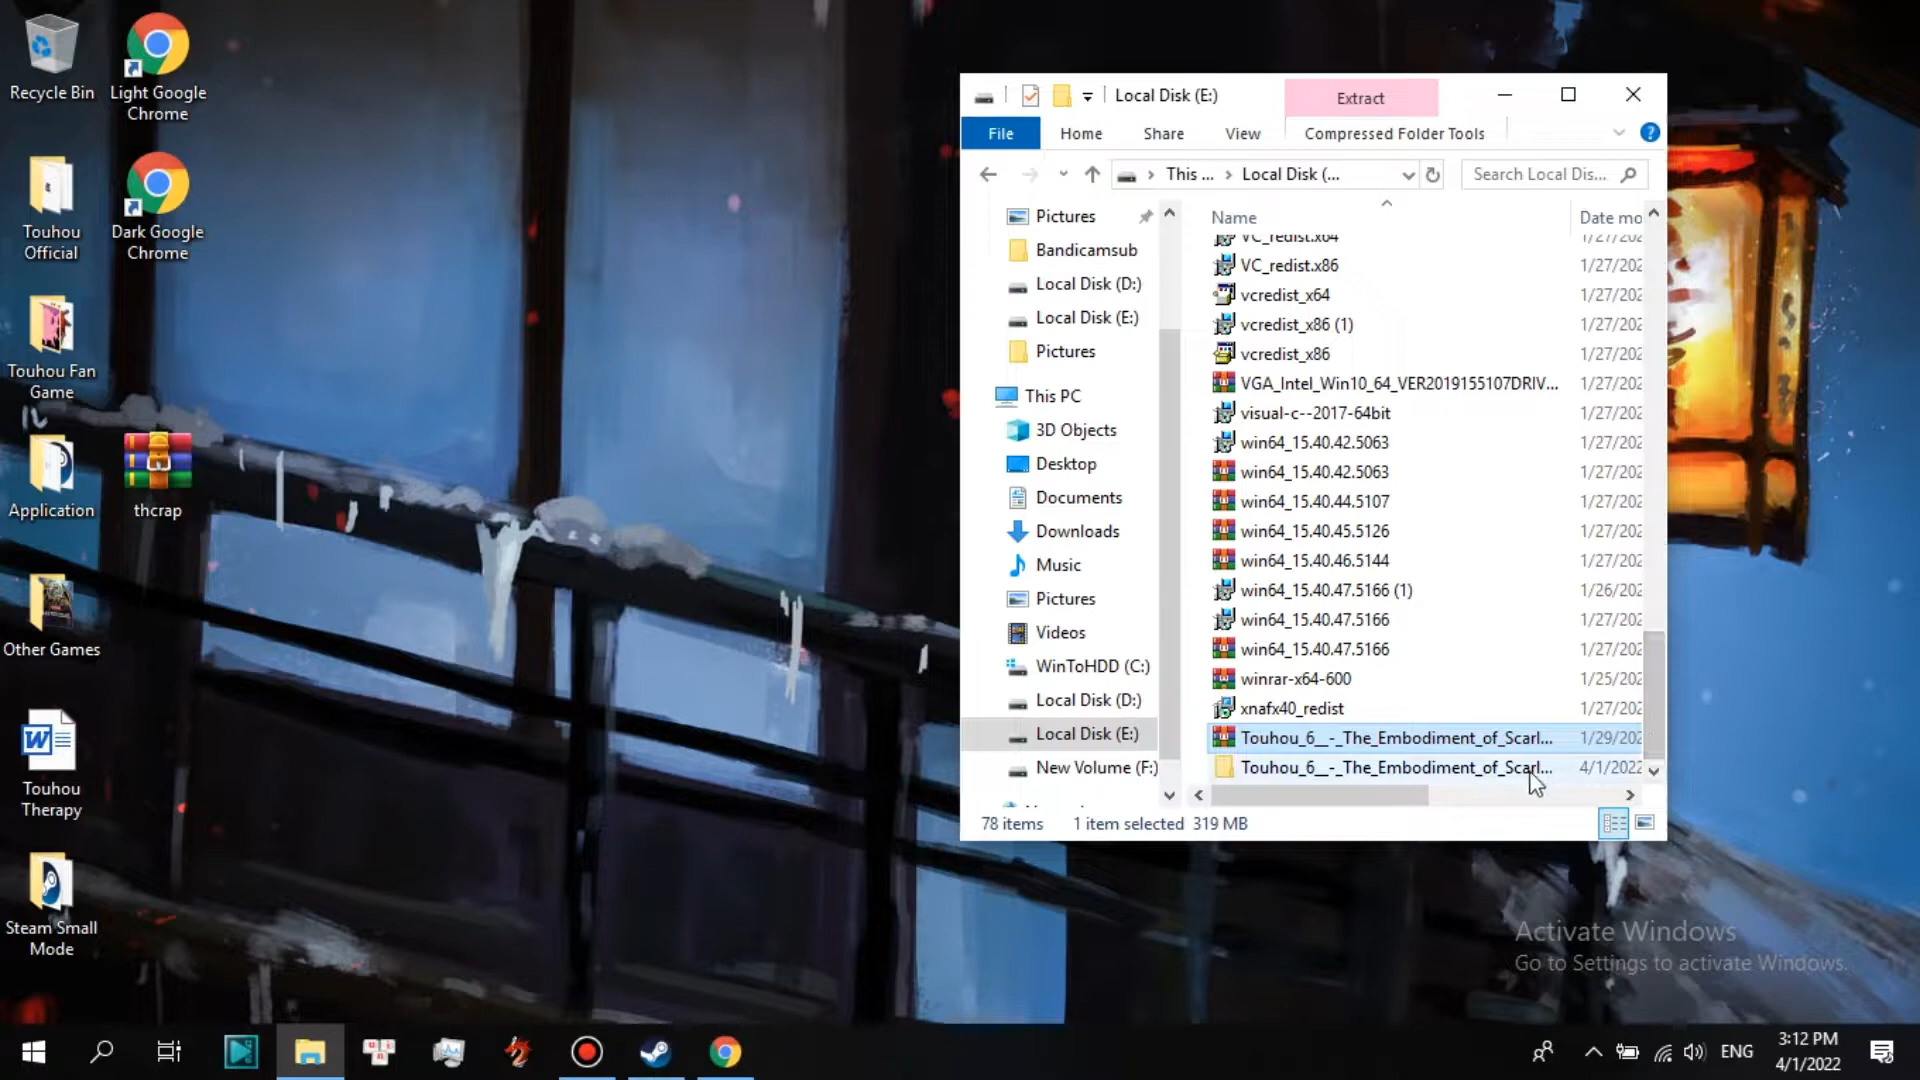 Recycle Bin
Light Google
Chrome
Touhou
Official
Dark Google
Chrome
Touhou Fan
Game
Application
thcrap
Other Games
Touhou
Therapy
Steam Small
Mode
Local Disk (E:)
Extract
File
Home
Share
View
Compressed Folder Tools
This ...
Local Disk (...
Search Local Dis...
Pictures
Bandicamsub
Local Disk (D:)
Local Disk (E:)
Pictures
This PC
3D Objects
Desktop
Documents
Downloads
Music
Pictures
Videos
WinToHDD (C:)
Local Disk (D:)
Local Disk (E:)
New Volume (F:)
Name Date mo
VC_redist.x64 1/27/202
VC_redist.x86 1/27/202
vcredist_x64 1/27/202
vcredist_x86 (1) 1/27/202
vcredist_x86 1/27/202
VGA_Intel_Win10_64_VER2019155107DRIV... 1/27/202
visual-c--2017-64bit 1/27/202
win64_15.40.42.5063 1/27/202
win64_15.40.42.5063 1/27/202
win64_15.40.44.5107 1/27/202
win64_15.40.45.5126 1/27/202
win64_15.40.46.5144 1/27/202
win64_15.40.47.5166 (1) 1/26/202
win64_15.40.47.5166 1/27/202
win64_15.40.47.5166 1/27/202
winrar-x64-600 1/25/202
xnafx40_redist 1/27/202
Touhou_6__-_The_Embodiment_of_Scarl... 1/29/202
Touhou_6__-_The_Embodiment_of_Scarl... 4/1/2022
78 items 1 item selected 319 MB
Activate Windows
Go to Settings to activate Windows.
ENG
3:12 PM
4/1/2022